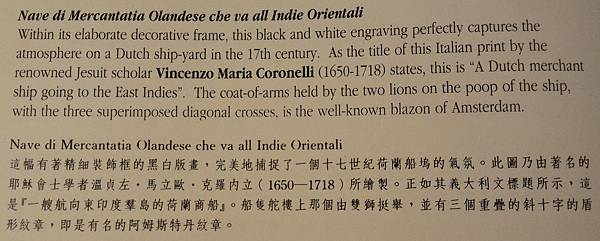 Nave di Mercantatia Olandese che va all Indie Orientali
Within its elaborate decorative frame, this black and white engraving perfectly captures the
atmosphere on a Dutch ship-yard in the 17th century.  As the title of this Italian print by the
renowned Jesuit scholar Vincenzo Maria Coronelli (1650-1718) states, this is “A Dutch merchant
ship going to the East Indies”.  The coat-of-arms held by the two lions on the poop of the ship,
with the three superimposed diagonal crosses, is the well-known blazon of Amsterdam.
Nave di Mercantatia Olandese che va all Indie Orientali
這幅有著精細裝飾框的黑白版畫，完美地捕捉了一個十七世紀荷蘭船塢的氣氛。此圖乃由著名的
耶穌會士學者溫貞左·馬立歐·克羅內立（1650—1718）所繪製。正如其義大利文標題所示，這
是『一艘航向東印度羣島的荷蘭商船』。船隻舵樓上那個由雙獅挺舉，並有三個重疊的斜十字的盾
形紋章，即是有名的阿姆斯特丹紋章。